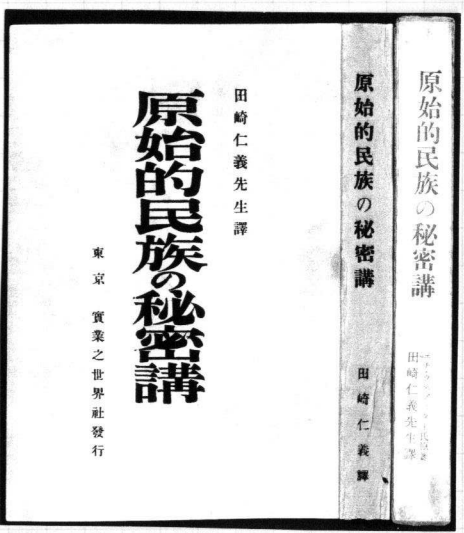 田崎仁義先生譯
原始的民族の秘密講
東京 實業之世界社發行
原始的民族の秘密講
田崎仁義譯
原始的民族の秘密講
田崎仁義先生譯